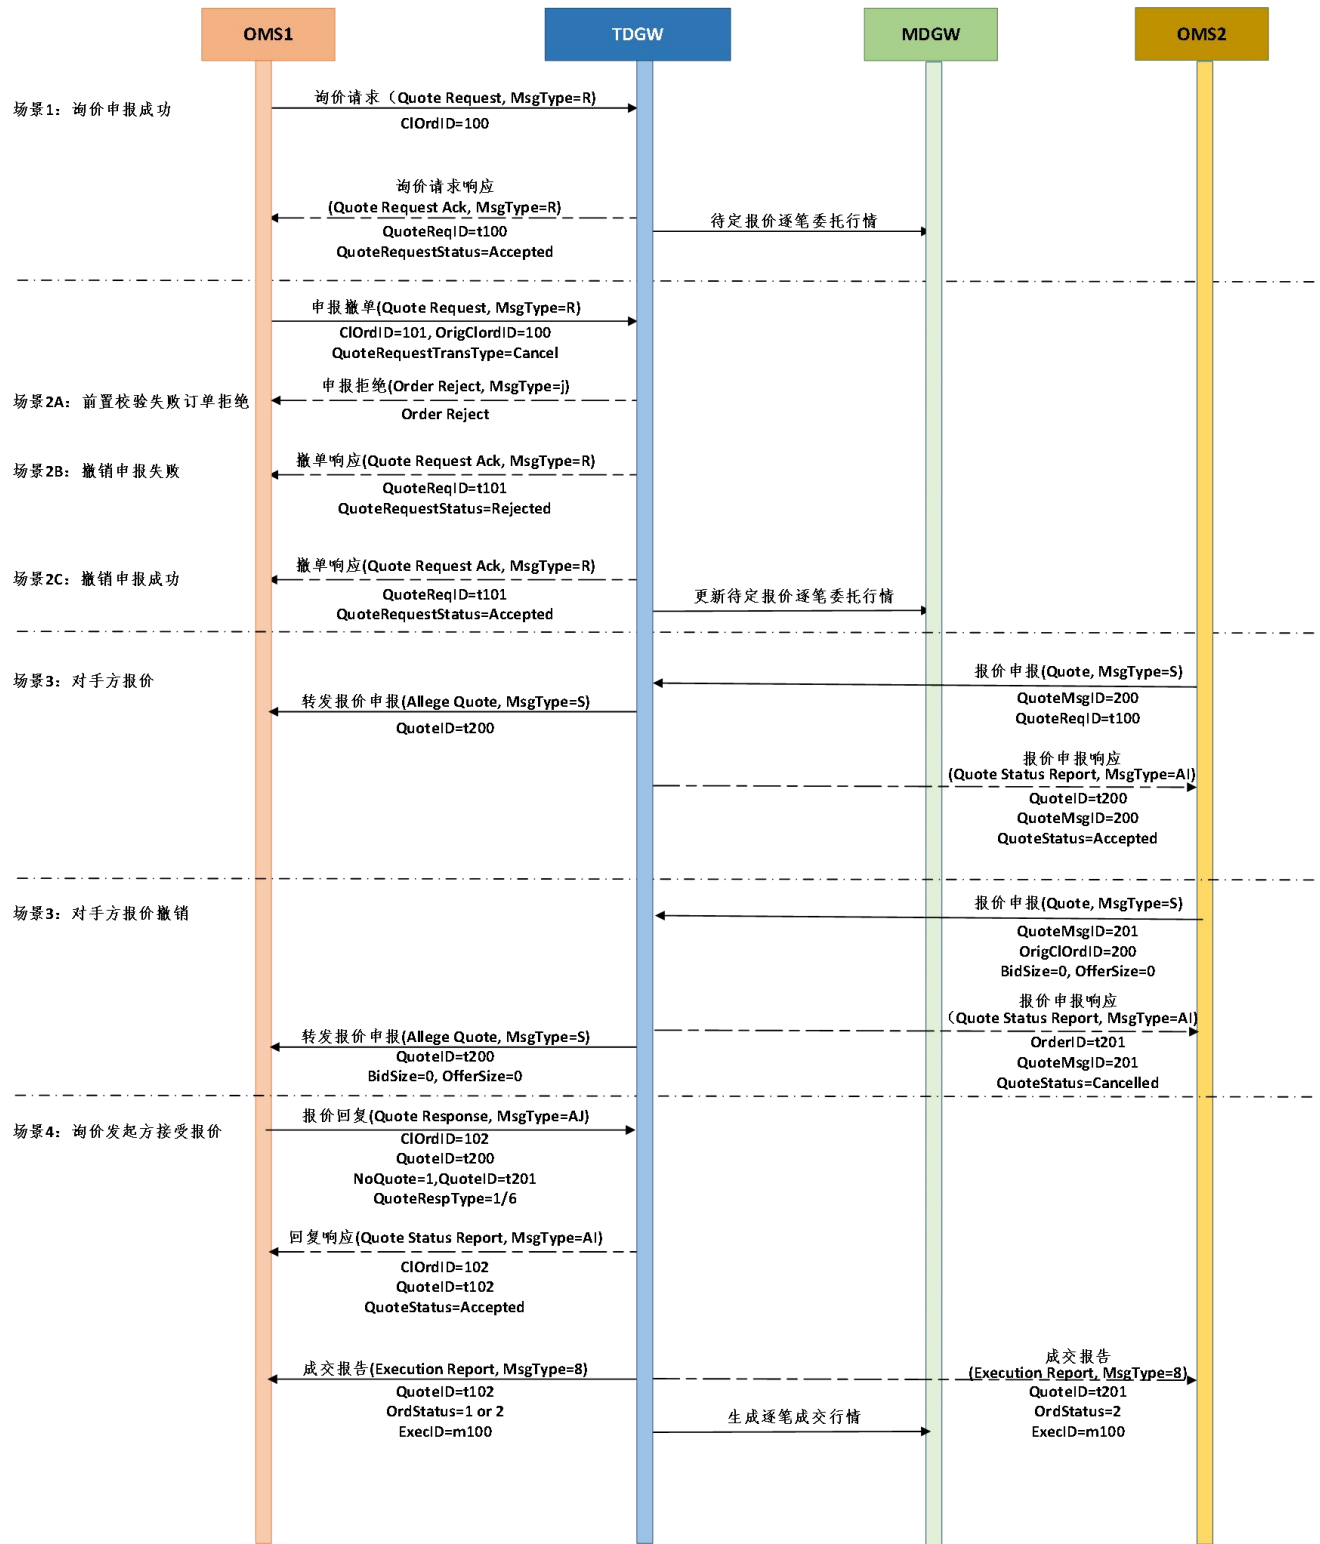 OMS1
TDGW
MDGW
OMS2
场景1：询价申报成功
询价请求（Quote Request, MsgType=R)
ClOrdID=100
询价请求响应
(Quote Request Ack, MsgType=R)
QuoteReqID=t100
QuoteRequestStatus=Accepted
待定报价逐笔委托行情
申报撤单(Quote Request, MsgType=R)
ClOrdID=101, OrigClordID=100
QuoteRequestTransType=Cancel
场景2A：前置校验失败订单拒绝
申报拒绝(Order Reject, MsgType=j)
Order Reject
场景2B：撤销申报失败
撤单响应(Quote Request Ack, MsgType=R)
QuoteReqID=t101
QuoteRequestStatus=Rejected
场景2C：撤销申报成功
撤单响应(Quote Request Ack, MsgType=R)
QuoteReqID=t101
QuoteRequestStatus=Accepted
更新待定报价逐笔委托行情
场景3：对手方报价
报价申报(Quote, MsgType=S)
QuoteMsgID=200
QuoteReqID=t100
转发报价申报(Allege Quote, MsgType=S)
QuoteID=t200
报价申报响应
(Quote Status Report, MsgType=AI)
QuoteID=t200
QuoteMsgID=200
QuoteStatus=Accepted
场景3：对手方报价撤销
报价申报(Quote, MsgType=S)
QuoteMsgID=201
OrigClOrdID=200
BidSize=0, OfferSize=0
报价申报响应
（Quote Status Report, MsgType=AI)
OrderID=t201
QuoteMsgID=201
QuoteStatus=Cancelled
转发报价申报(Allege Quote, MsgType=S)
QuoteID=t200
BidSize=0, OfferSize=0
场景4：询价发起方接受报价
报价回复(Quote Response, MsgType=AJ)
ClOrdID=102
QuoteID=t200
NoQuote=1,QuoteID=t201
QuoteRespType=1/6
回复响应(Quote Status Report, MsgType=AI)
ClOrdID=102
QuoteID=t102
QuoteStatus=Accepted
成交报告(Execution Report, MsgType=8)
QuoteID=t102
OrdStatus=1 or 2
ExecID=m100
生成逐笔成交行情
成交报告
(Execution Report, MsgType=8)
QuoteID=t201
OrdStatus=2
ExecID=m100